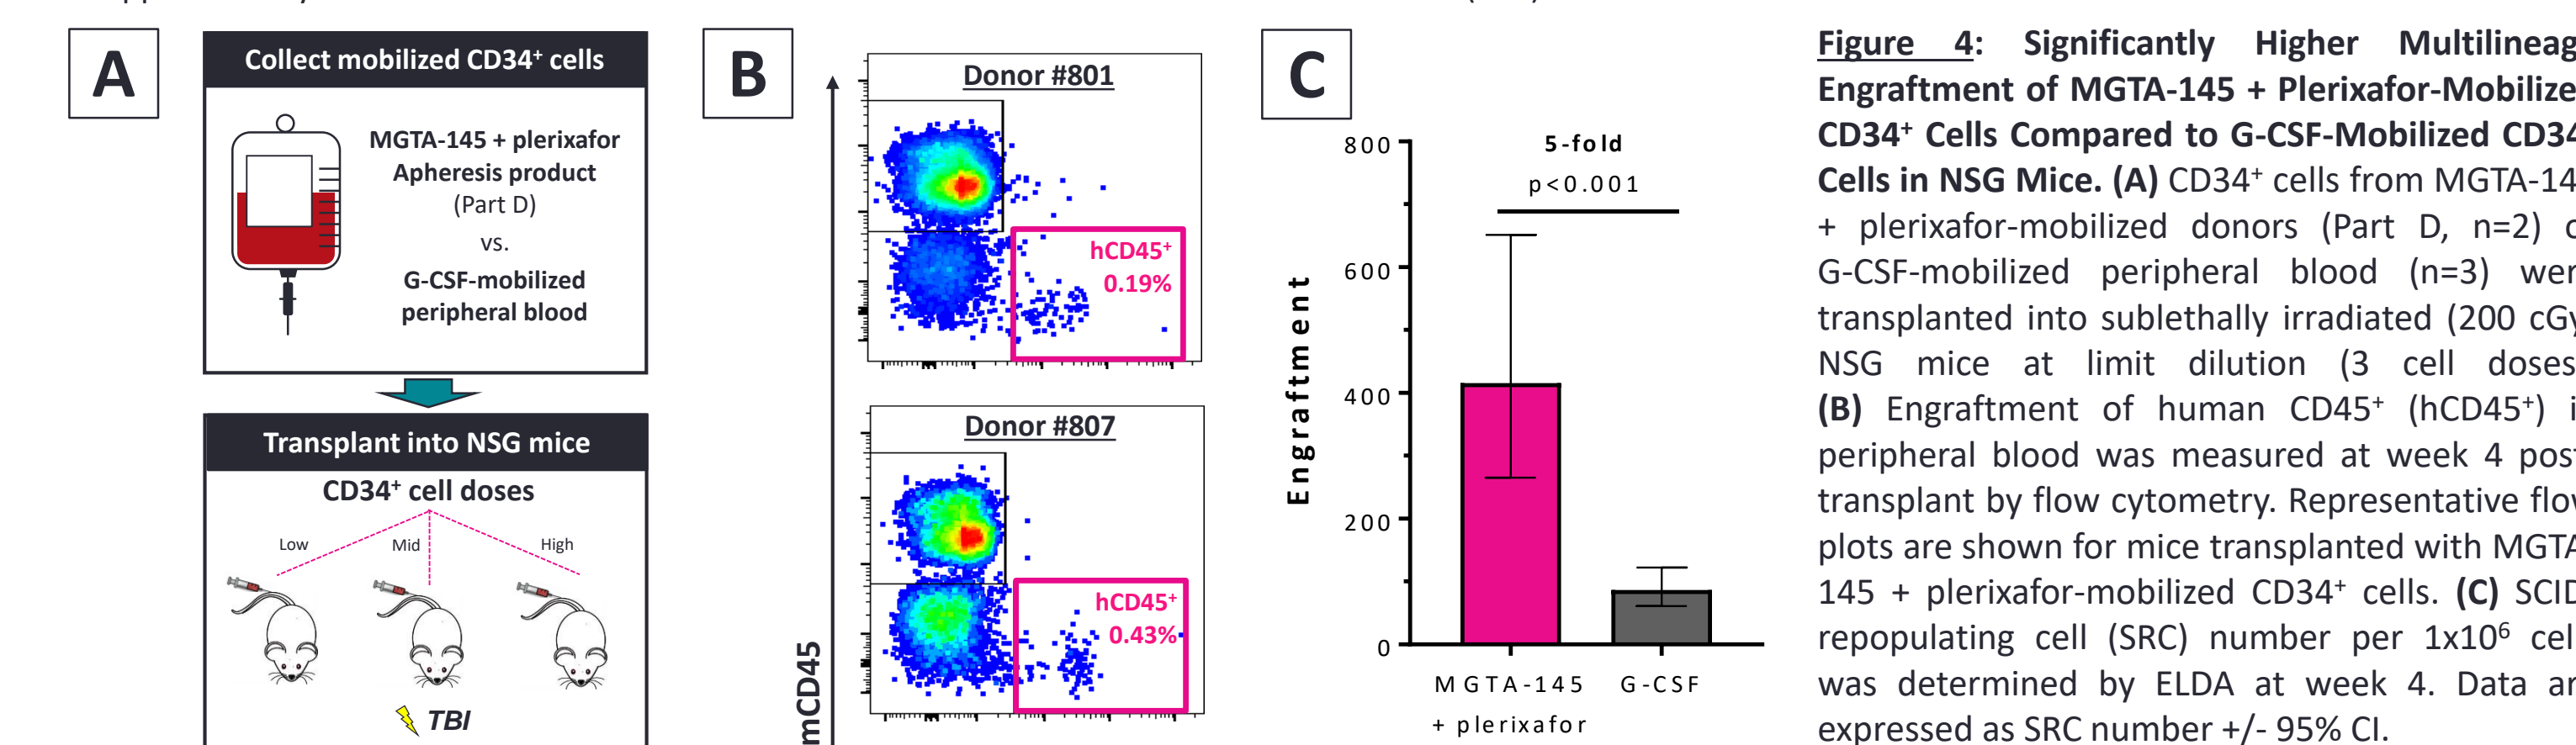 A
Collect mobilized CD34⁺ cells
MGTA-145 + plerixafor
Apheresis product
(Part D)
vs.
G-CSF-mobilized
peripheral blood
Transplant into NSG mice
CD34⁺ cell doses
Low Mid High
TBI
B
Donor #801
hCD45⁺
0.19%
Donor #807
hCD45⁺
0.43%
mCD45
C
5-fold
p<0.001
Engraftment
800
600
400
200
0
MGTA-145
+ plerixafor
G-CSF
Figure 4: Significantly Higher Multilineag
Engraftment of MGTA-145 + Plerixafor-Mobilize
CD34⁺ Cells Compared to G-CSF-Mobilized CD34
Cells in NSG Mice. (A) CD34⁺ cells from MGTA-14
+ plerixafor-mobilized donors (Part D, n=2) o
G-CSF-mobilized peripheral blood (n=3) wer
transplanted into sublethally irradiated (200 cGy
NSG mice at limit dilution (3 cell doses
(B) Engraftment of human CD45⁺ (hCD45⁺) i
peripheral blood was measured at week 4 post
transplant by flow cytometry. Representative flow
plots are shown for mice transplanted with MGTA
145 + plerixafor-mobilized CD34⁺ cells. (C) SCID
repopulating cell (SRC) number per 1x10⁶ cell
was determined by ELDA at week 4. Data ar
expressed as SRC number +/- 95% CI.